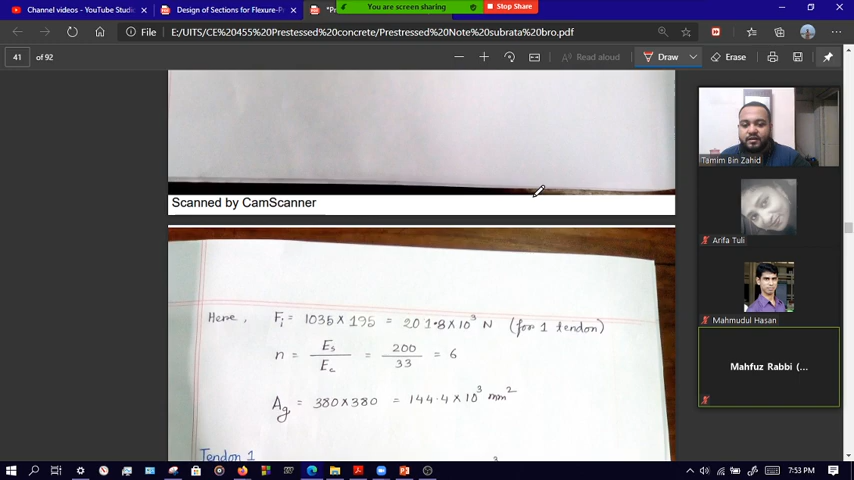 Channel videos - YouTube Studio
Design of Sections for Flexure-P
You are screen sharing
Stop Share
File
E:/UITS/CE%20455%20Prestessed%20concrete/Prestressed%20Note%20subrata%20bro.pdf
41
of 92
Read aloud
Draw
Erase
Scanned by CamScanner
Here, Fi = 1035 × 195 = 201.8 × 10³ N (for 1 tendon)
n = Es/Ec = 200/33 = 6
Ag = 380 × 380 = 144.4 × 10³ mm²
Tendon 1
Tamim Bin Zahid
Arifa Tuli
Mahmudul Hasan
Mahfuz Rabbi (...
7:53 PM